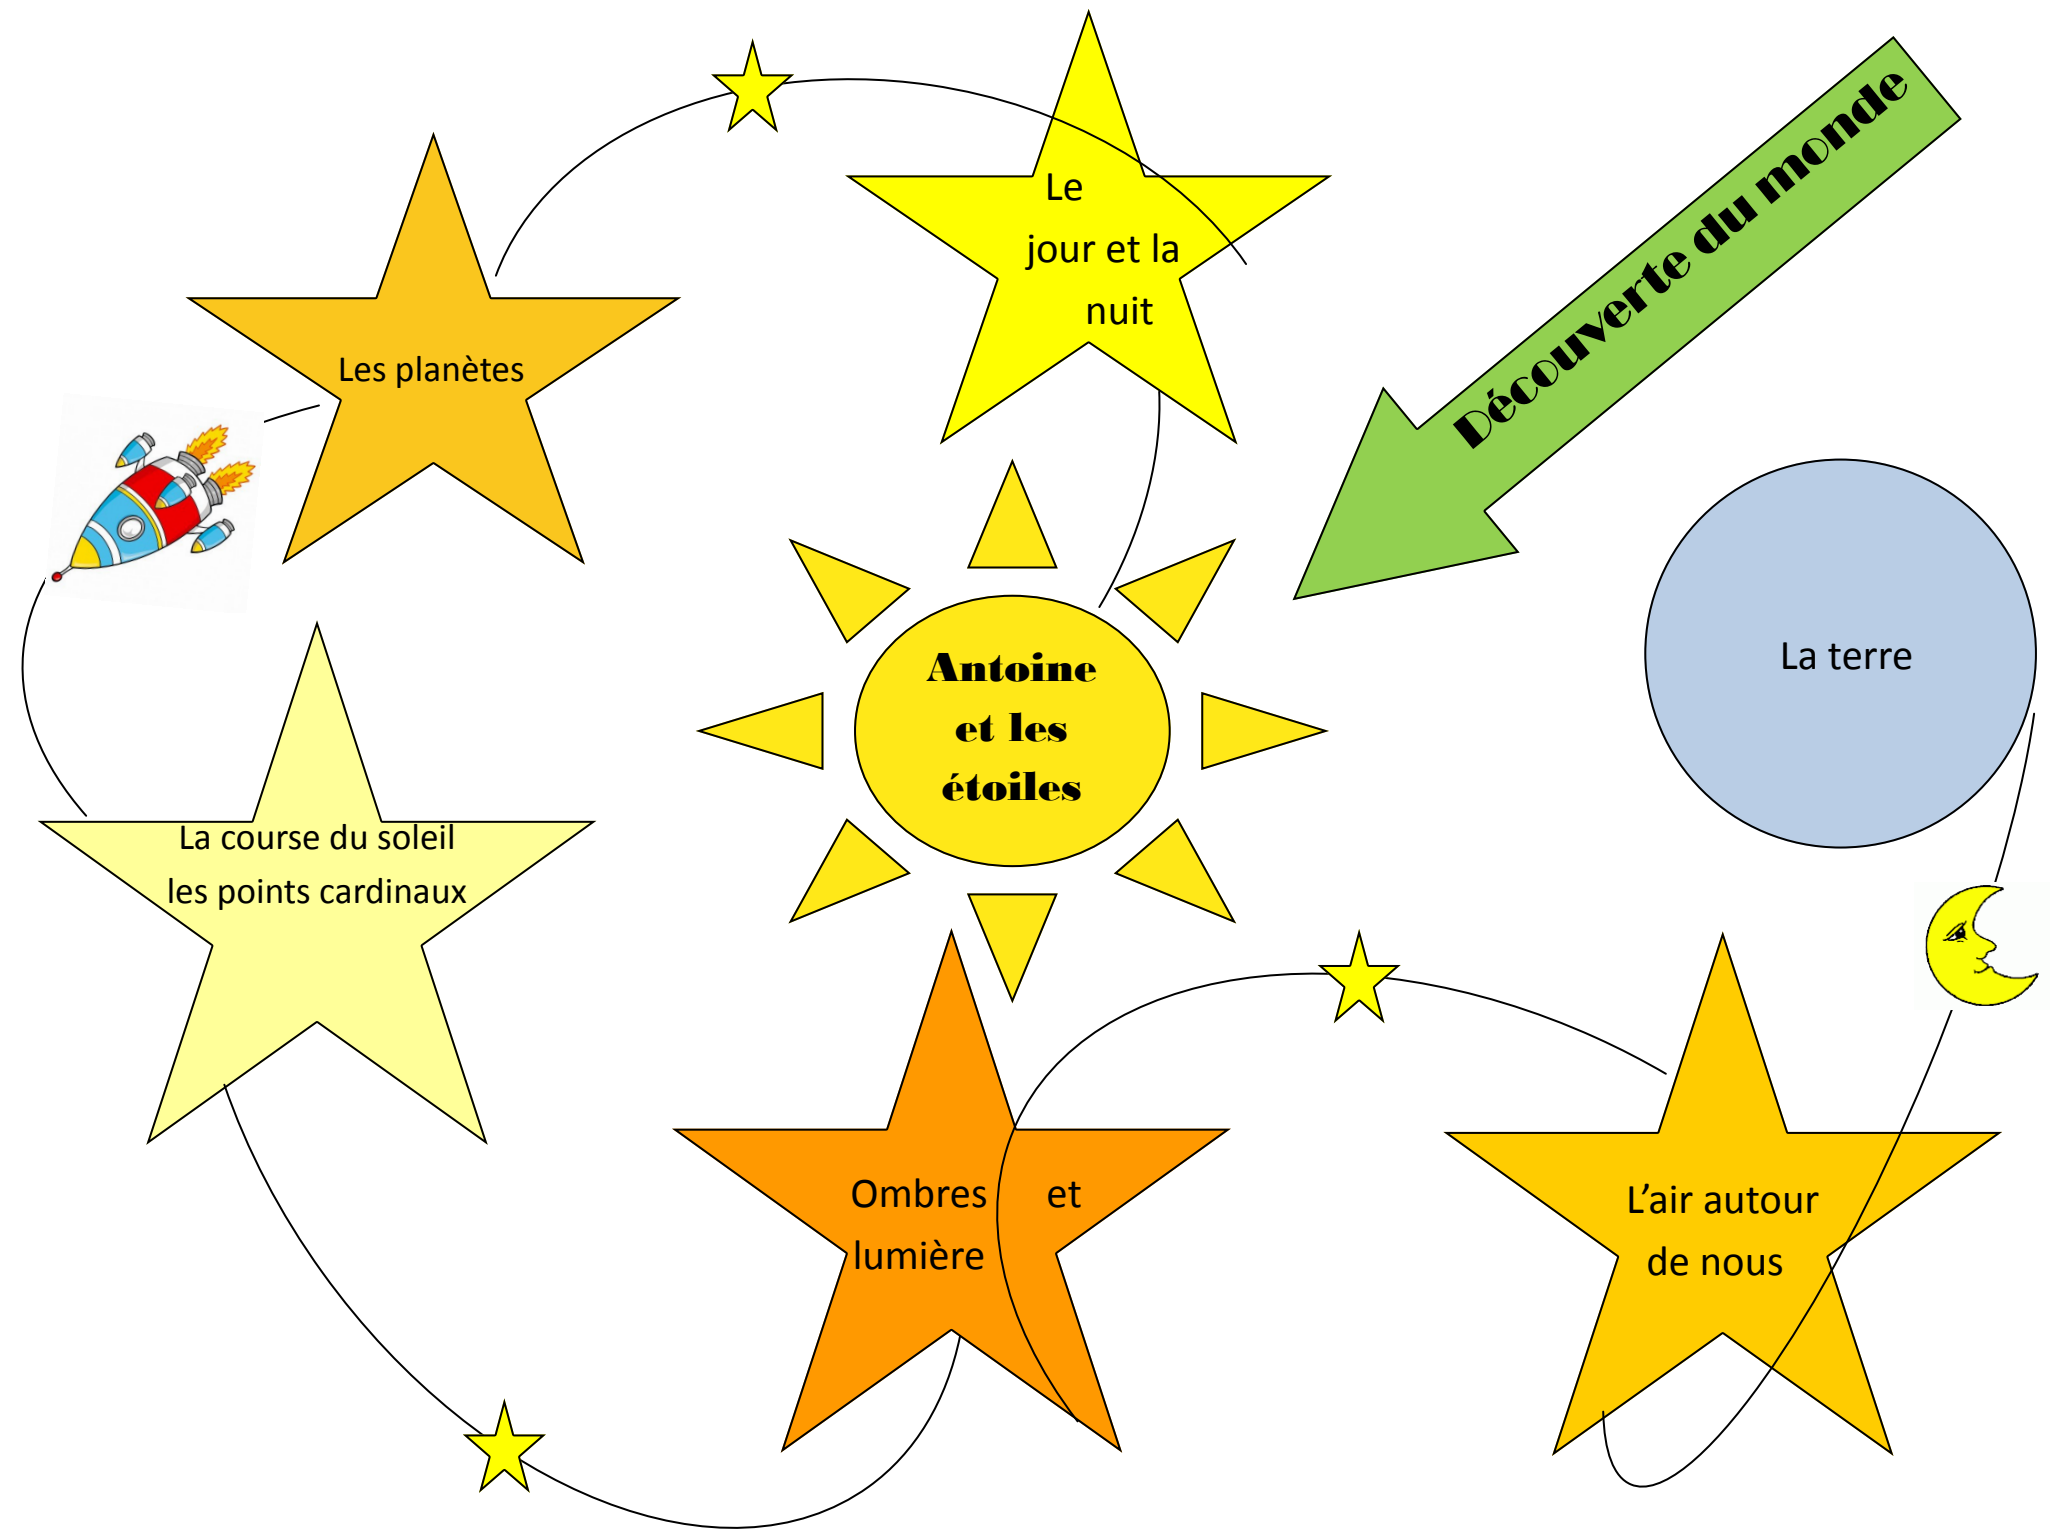 Découverte du monde
Le
jour et la
nuit
Les planètes
Antoine
et les
étoiles
La terre
La course du soleil
les points cardinaux
Ombres et
lumière
L’air autour
de nous